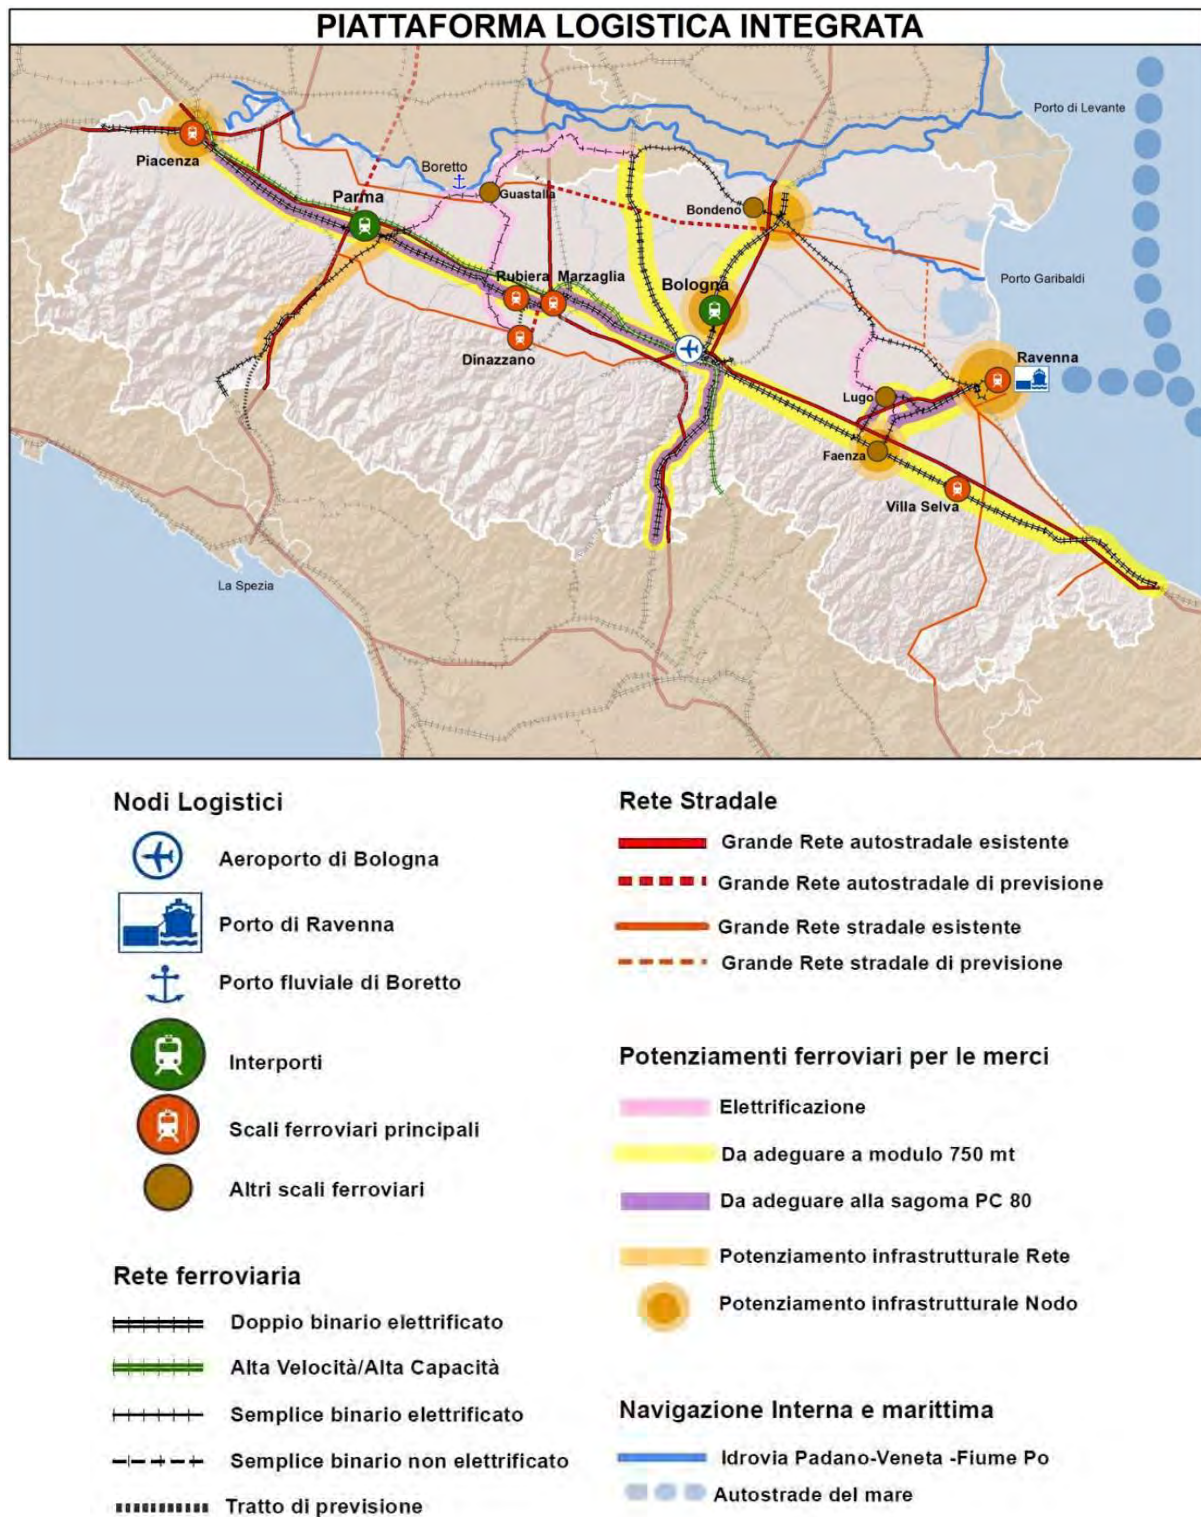 PIATTAFORMA LOGISTICA INTEGRATA
Porto di Levante
Piacenza
Boretto
Guastalla
Parma
Bondeno
Rubiera
Marzaglia
Bologna
Porto Garibaldi
Dinazzano
Ravenna
Lugo
Faenza
Villa Selva
La Spezia
Nodi Logistici
Aeroporto di Bologna
Porto di Ravenna
Porto fluviale di Boretto
Interporti
Scali ferroviari principali
Altri scali ferroviari
Rete ferroviaria
Doppio binario elettrificato
Alta Velocità/Alta Capacità
Semplice binario elettrificato
Semplice binario non elettrificato
Tratto di previsione
Rete Stradale
Grande Rete autostradale esistente
Grande Rete autostradale di previsione
Grande Rete stradale esistente
Grande Rete stradale di previsione
Potenziamenti ferroviari per le merci
Elettrificazione
Da adeguare a modulo 750 mt
Da adeguare alla sagoma PC 80
Potenziamento infrastrutturale Rete
Potenziamento infrastrutturale Nodo
Navigazione Interna e marittima
Idrovia Padano-Veneta -Fiume Po
Autostrade del mare